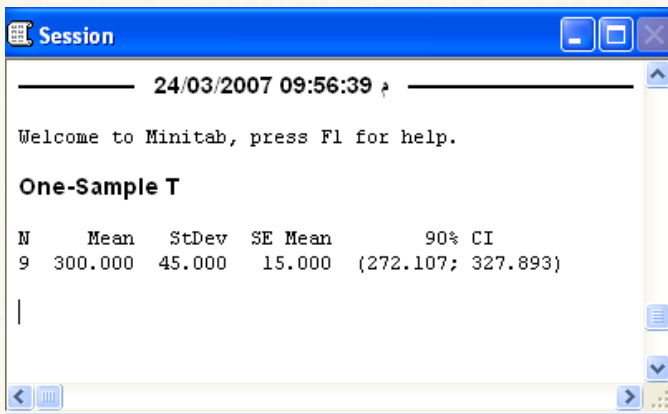 Session
24/03/2007 09:56:39 م
Welcome to Minitab, press F1 for help.
One-Sample T
N Mean StDev SE Mean 90% CI
9 300.000 45.000 15.000 (272.107; 327.893)